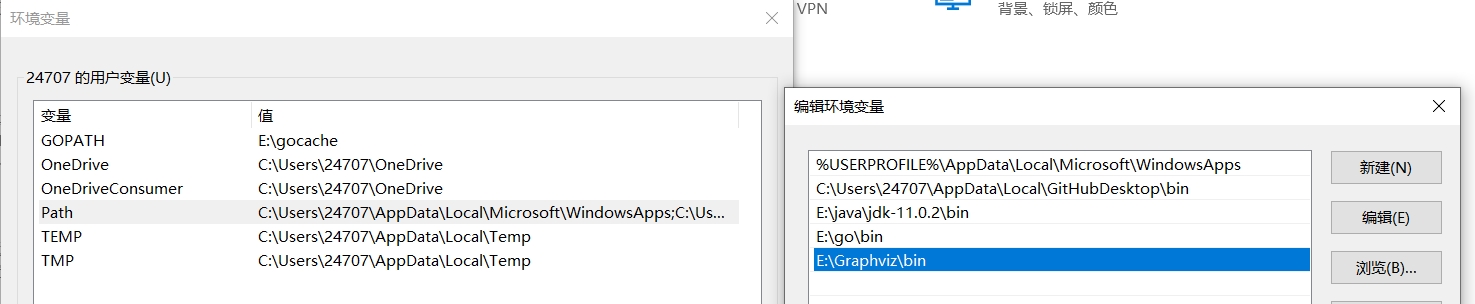 环境变量
24707 的用户变量(U)
变量 值
GOPATH E:\gocache
OneDrive C:\Users\24707\OneDrive
OneDriveConsumer C:\Users\24707\OneDrive
Path C:\Users\24707\AppData\Local\Microsoft\WindowsApps;C:\Us...
TEMP C:\Users\24707\AppData\Local\Temp
TMP C:\Users\24707\AppData\Local\Temp
VPN
背景、锁屏、颜色
编辑环境变量
%USERPROFILE%\AppData\Local\Microsoft\WindowsApps
C:\Users\24707\AppData\Local\GitHubDesktop\bin
E:\java\jdk-11.0.2\bin
E:\go\bin
E:\Graphviz\bin
新建(N)
编辑(E)
浏览(B)...